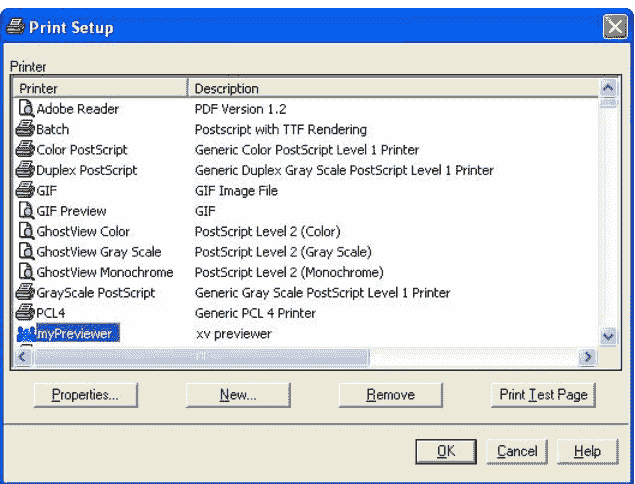 Print Setup
Printer
Printer Description
Adobe Reader PDF Version 1.2
Batch Postscript with TTF Rendering
Color PostScript Generic Color PostScript Level 1 Printer
Duplex PostScript Generic Duplex Gray Scale PostScript Level 1 Printer
GIF GIF Image File
GIF Preview GIF
GhostView Color PostScript Level 2 (Color)
GhostView Gray Scale PostScript Level 2 (Gray Scale)
GhostView Monochrome PostScript Level 2 (Monochrome)
GrayScale PostScript Generic Gray Scale PostScript Level 1 Printer
PCL4 Generic PCL 4 Printer
myPreviewer xv previewer
Properties... New... Remove Print Test Page
OK Cancel Help